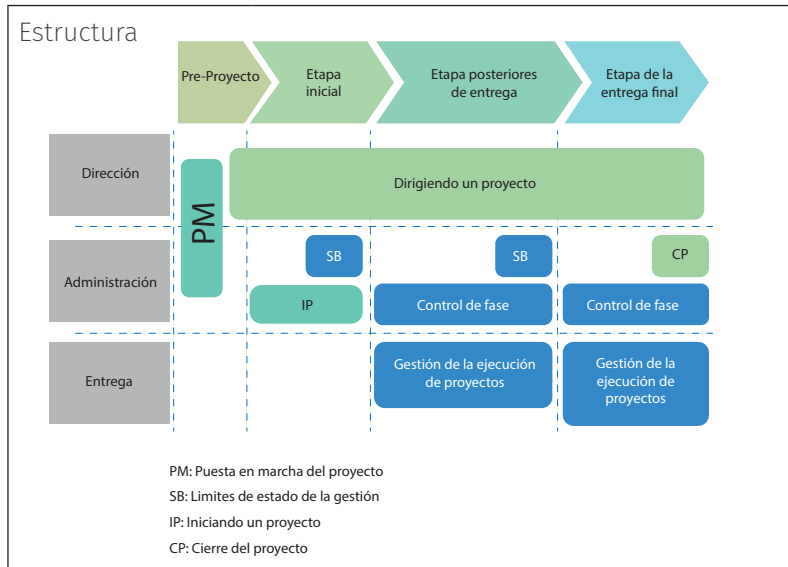 Estructura
Pre-Proyecto
Etapa
inicial
Etapa posteriores
de entrega
Etapa de la
entrega final
Dirección
PM
Dirigiendo un proyecto
Administración
SB
SB
CP
IP
Control de fase
Control de fase
Entrega
Gestión de la ejecución
de proyectos
Gestión de la
ejecución de
proyectos
PM: Puesta en marcha del proyecto
SB: Limites de estado de la gestión
IP: Iniciando un proyecto
CP: Cierre del proyecto